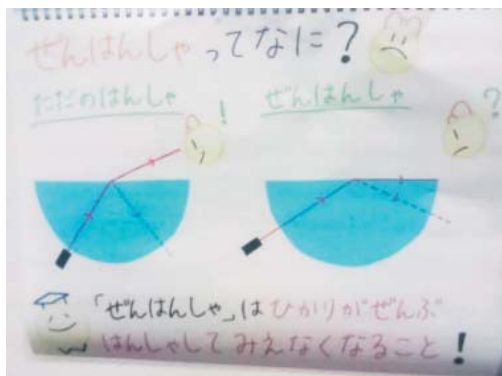 ぜんはんしゃってなに？
ただのはんしゃ
！
ぜんはんしゃ
？
「ぜんはんしゃ」はひかりがぜんぶ
はんしゃしてみえなくなること！